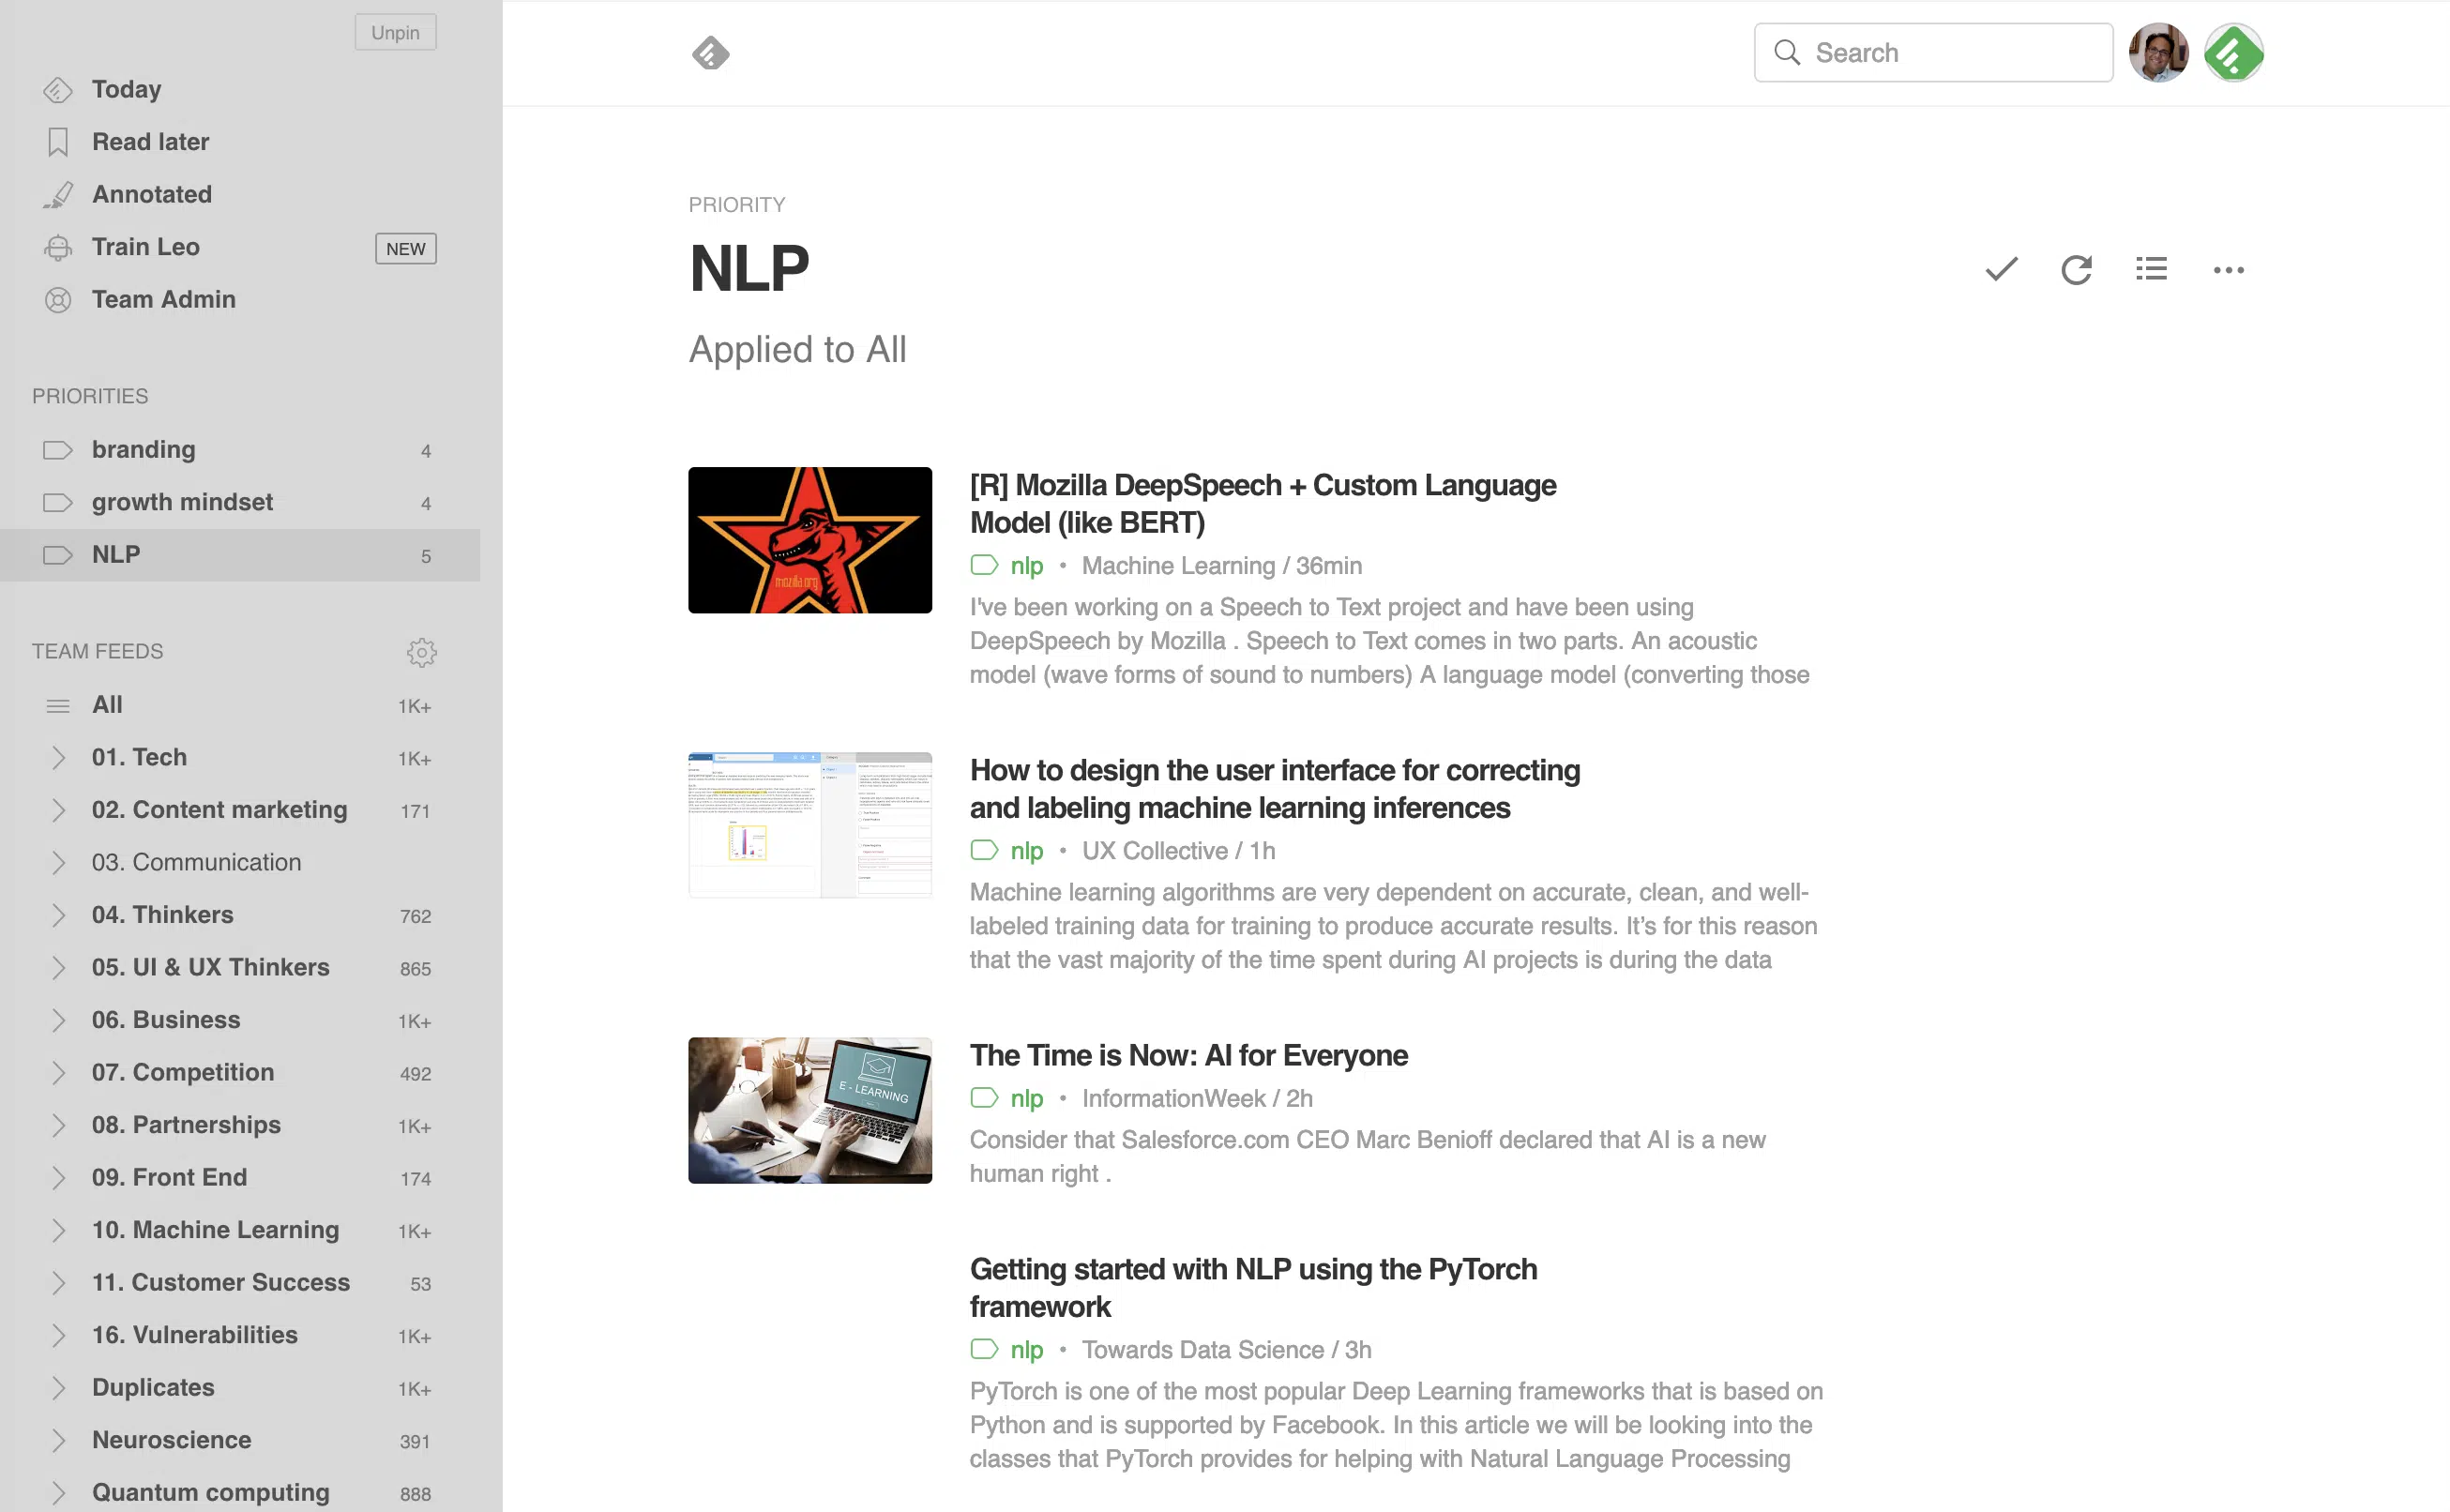 Unpin
Today
Read later
Annotated
Train Leo NEW
Team Admin
PRIORITIES
branding 4
growth mindset 4
NLP 5
TEAM FEEDS
All 1K+
01. Tech 1K+
02. Content marketing 171
03. Communication
04. Thinkers 762
05. UI & UX Thinkers 865
06. Business 1K+
07. Competition 492
08. Partnerships 1K+
09. Front End 174
10. Machine Learning 1K+
11. Customer Success 53
16. Vulnerabilities 1K+
Duplicates 1K+
Neuroscience 391
Quantum computing 888
Search
PRIORITY
NLP
Applied to All
mozilla.org
[R] Mozilla DeepSpeech + Custom Language
Model (like BERT)
nlp • Machine Learning / 36min
I've been working on a Speech to Text project and have been using
DeepSpeech by Mozilla . Speech to Text comes in two parts. An acoustic
model (wave forms of sound to numbers) A language model (converting those
How to design the user interface for correcting
and labeling machine learning inferences
nlp • UX Collective / 1h
Machine learning algorithms are very dependent on accurate, clean, and well-
labeled training data for training to produce accurate results. It’s for this reason
that the vast majority of the time spent during AI projects is during the data
E - LEARNING
The Time is Now: AI for Everyone
nlp • InformationWeek / 2h
Consider that Salesforce.com CEO Marc Benioff declared that AI is a new
human right .
Getting started with NLP using the PyTorch
framework
nlp • Towards Data Science / 3h
PyTorch is one of the most popular Deep Learning frameworks that is based on
Python and is supported by Facebook. In this article we will be looking into the
classes that PyTorch provides for helping with Natural Language Processing